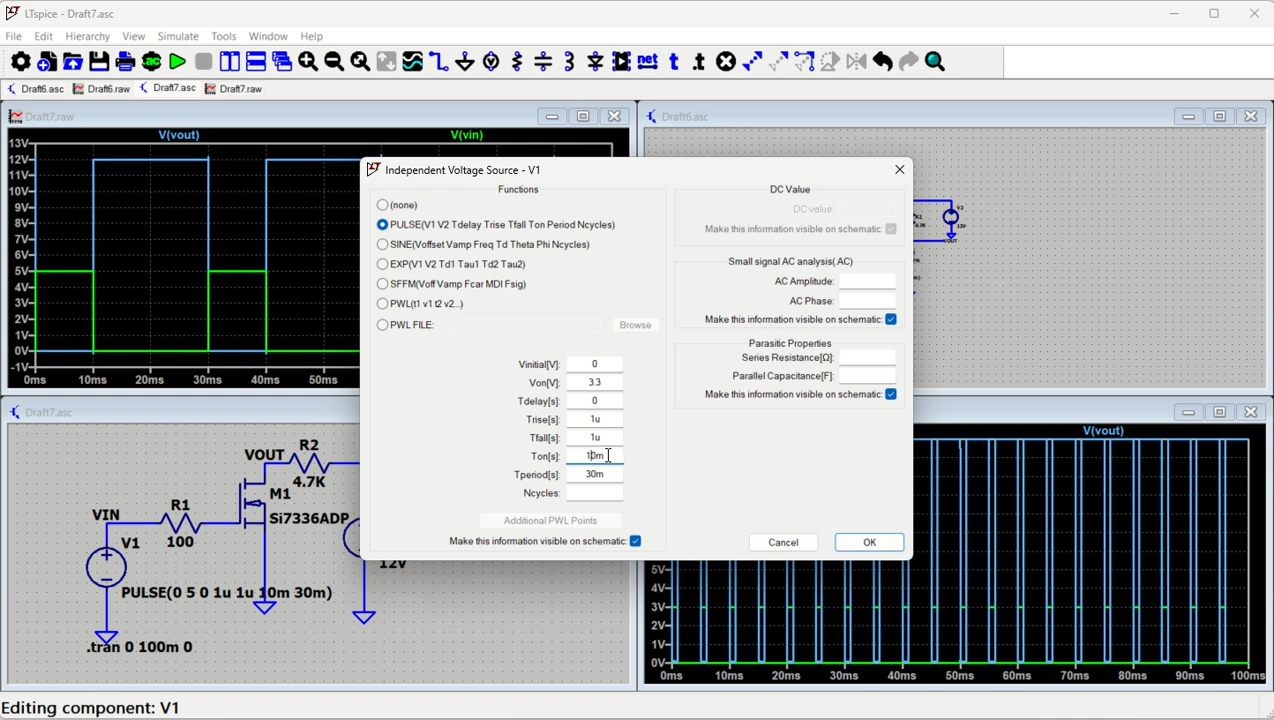 LTspice - Draft7.asc
File Edit Hierarchy View Simulate Tools Window Help
Draft6.asc Draft6.raw Draft7.asc Draft7.raw
Draft7.raw
V(vout) V(vin)
13V
12V
11V
10V
9V
8V
7V
6V
5V
4V
3V
2V
1V
0V
-1V
0ms 10ms 20ms 30ms 40ms 50ms
Draft6.asc
R2
4.7K
V2
12V
VOUT
Independent Voltage Source - V1
Functions
(none)
PULSE(V1 V2 Tdelay Trise Tfall Ton Period Ncycles)
SINE(Voffset Vamp Freq Td Theta Phi Ncycles)
EXP(V1 V2 Td1 Tau1 Td2 Tau2)
SFFM(Voff Vamp Fcar MDI Fsig)
PWL(t1 v1 t2 v2...)
PWL FILE: Browse
Vinitial[V]: 0
Von[V]: 3.3
Tdelay[s]: 0
Trise[s]: 1u
Tfall[s]: 1u
Ton[s]: 10m
Tperiod[s]: 30m
Ncycles:
Additional PWL Points
Make this information visible on schematic:
DC Value
DC value:
Make this information visible on schematic:
Small signal AC analysis(.AC)
AC Amplitude:
AC Phase:
Make this information visible on schematic:
Parasitic Properties
Series Resistance[Ω]:
Parallel Capacitance[F]:
Make this information visible on schematic:
Cancel OK
Draft7.asc
VOUT R2
4.7K
M1
Si7336ADP
VIN R1
100
V1
PULSE(0 5 0 1u 1u 10m 30m)
12V
.tran 0 100m 0
V(vout)
5V
4V
3V
2V
1V
0V
0ms 10ms 20ms 30ms 40ms 50ms 60ms 70ms 80ms 90ms 100ms
Editing component: V1